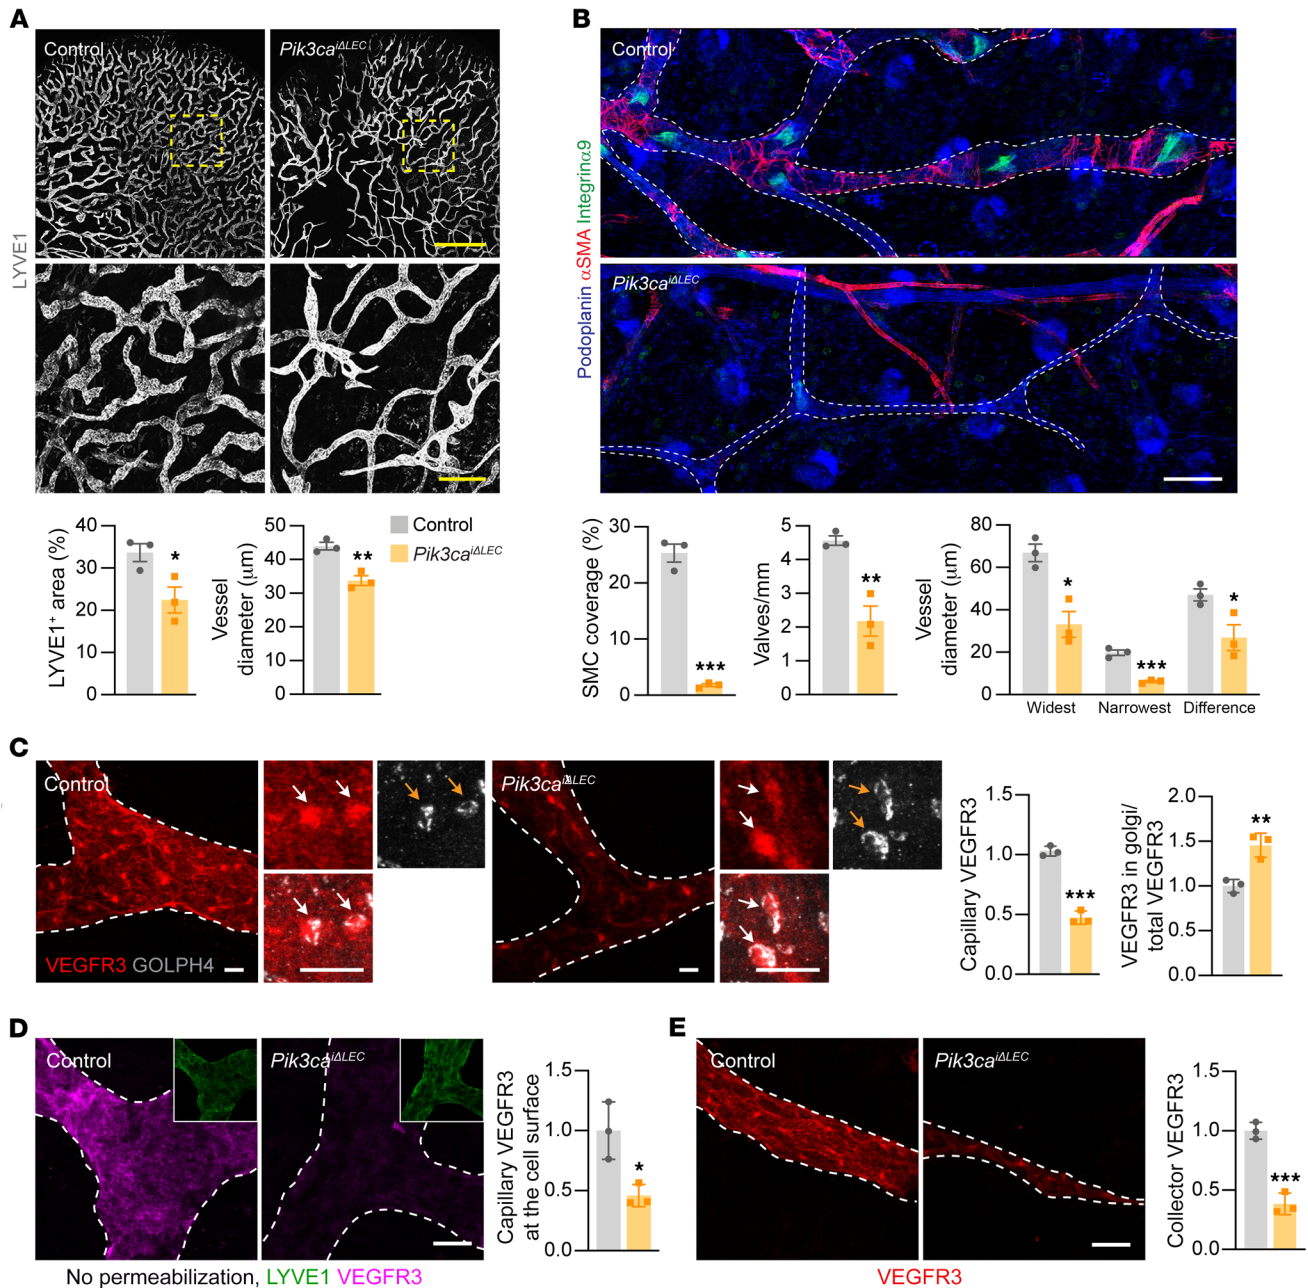 A
Control
Pik3ca^iΔLEC
LYVE1
40
30
20
10
0
LYVE1+ area (%)
*
50
40
30
20
10
0
Vessel
diameter (μm)
**
Control
Pik3ca^iΔLEC
B
Control
Pik3ca^iΔLEC
Podoplanin αSMA Integrinα9
30
20
10
0
SMC coverage (%)
***
5
4
3
2
1
0
Valves/mm
**
80
60
40
20
0
Vessel
diameter (μm)
*
***
*
Widest Narrowest Difference
C
Control
VEGFR3 GOLPH4
Pik3ca^iΔLEC
1.5
1.0
0.5
0.0
Capillary VEGFR3
***
2.0
1.5
1.0
0.5
0.0
VEGFR3 in golgi/
total VEGFR3
**
D
Control
Pik3ca^iΔLEC
No permeabilization, LYVE1 VEGFR3
1.5
1.0
0.5
0.0
Capillary VEGFR3
at the cell surface
*
E
Control
Pik3ca^iΔLEC
VEGFR3
1.5
1.0
0.5
0.0
Collector VEGFR3
***